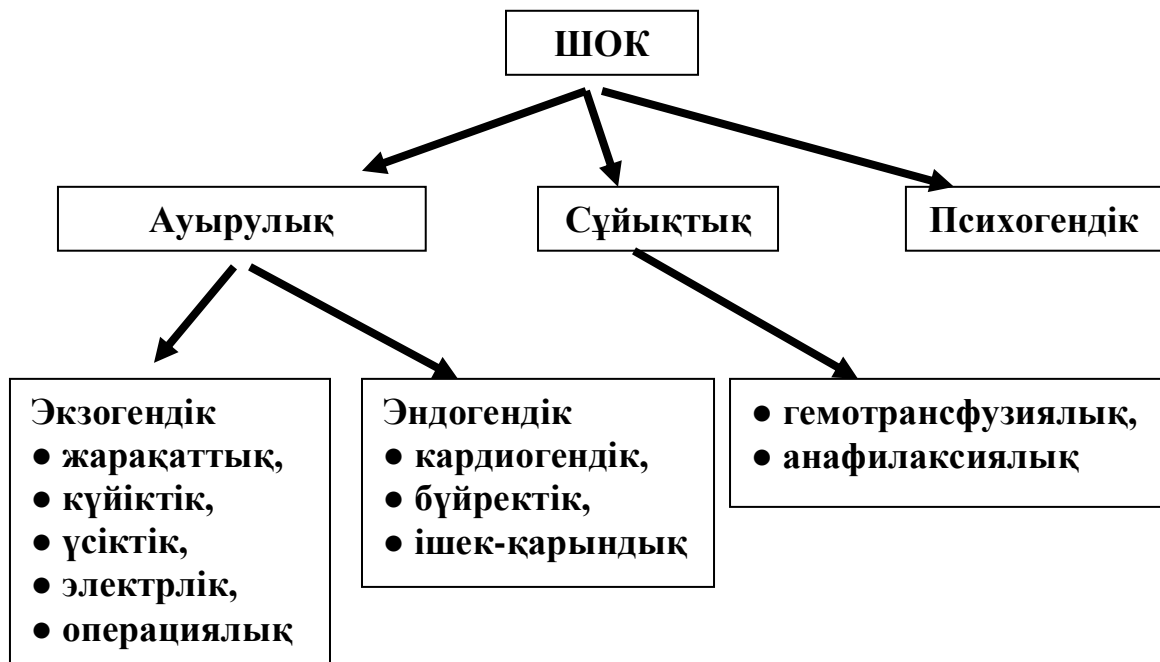 ШОК
Ауырулық
Сұйықтық
Психогендік
Экзогендік
● жарақаттық,
● күйіктік,
● үсіктік,
● электрлік,
● операциялық
Эндогендік
● кардиогендік,
● бүйректік,
● ішек-қарындық
● гемотрансфузиялық,
● анафилаксиялық